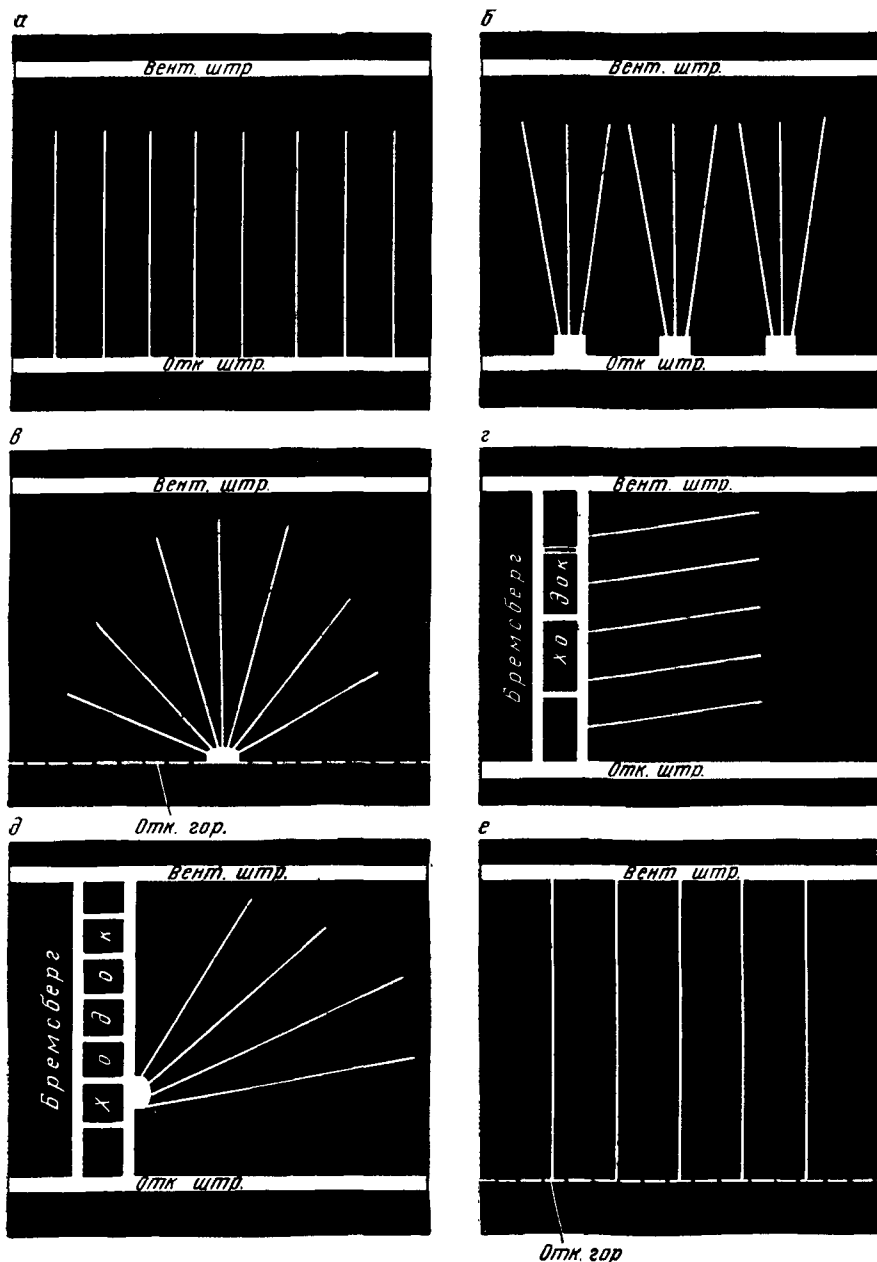 а
Вент. штр
Отк штр.
б
Вент. штр.
Отк штр.
в
Вент. штр.
Отк. гор.
г
Вент. штр.
Бремсберг
Ходок
Отк. штр.
д
Вент. штр.
Бремсберг
Ходок
Отк штр.
е
Вент штр.
Отк. гор